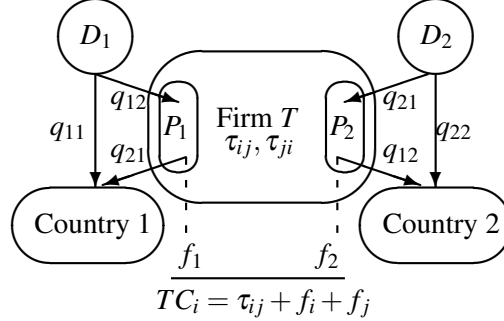 D₁ D₂
q₁₂ q₂₁
P₁ Firm T P₂
q₁₁ τᵢⱼ, τⱼᵢ q₂₂
q₂₁ q₁₂
Country 1 Country 2
f₁ f₂
TCᵢ = τᵢⱼ + fᵢ + fⱼ